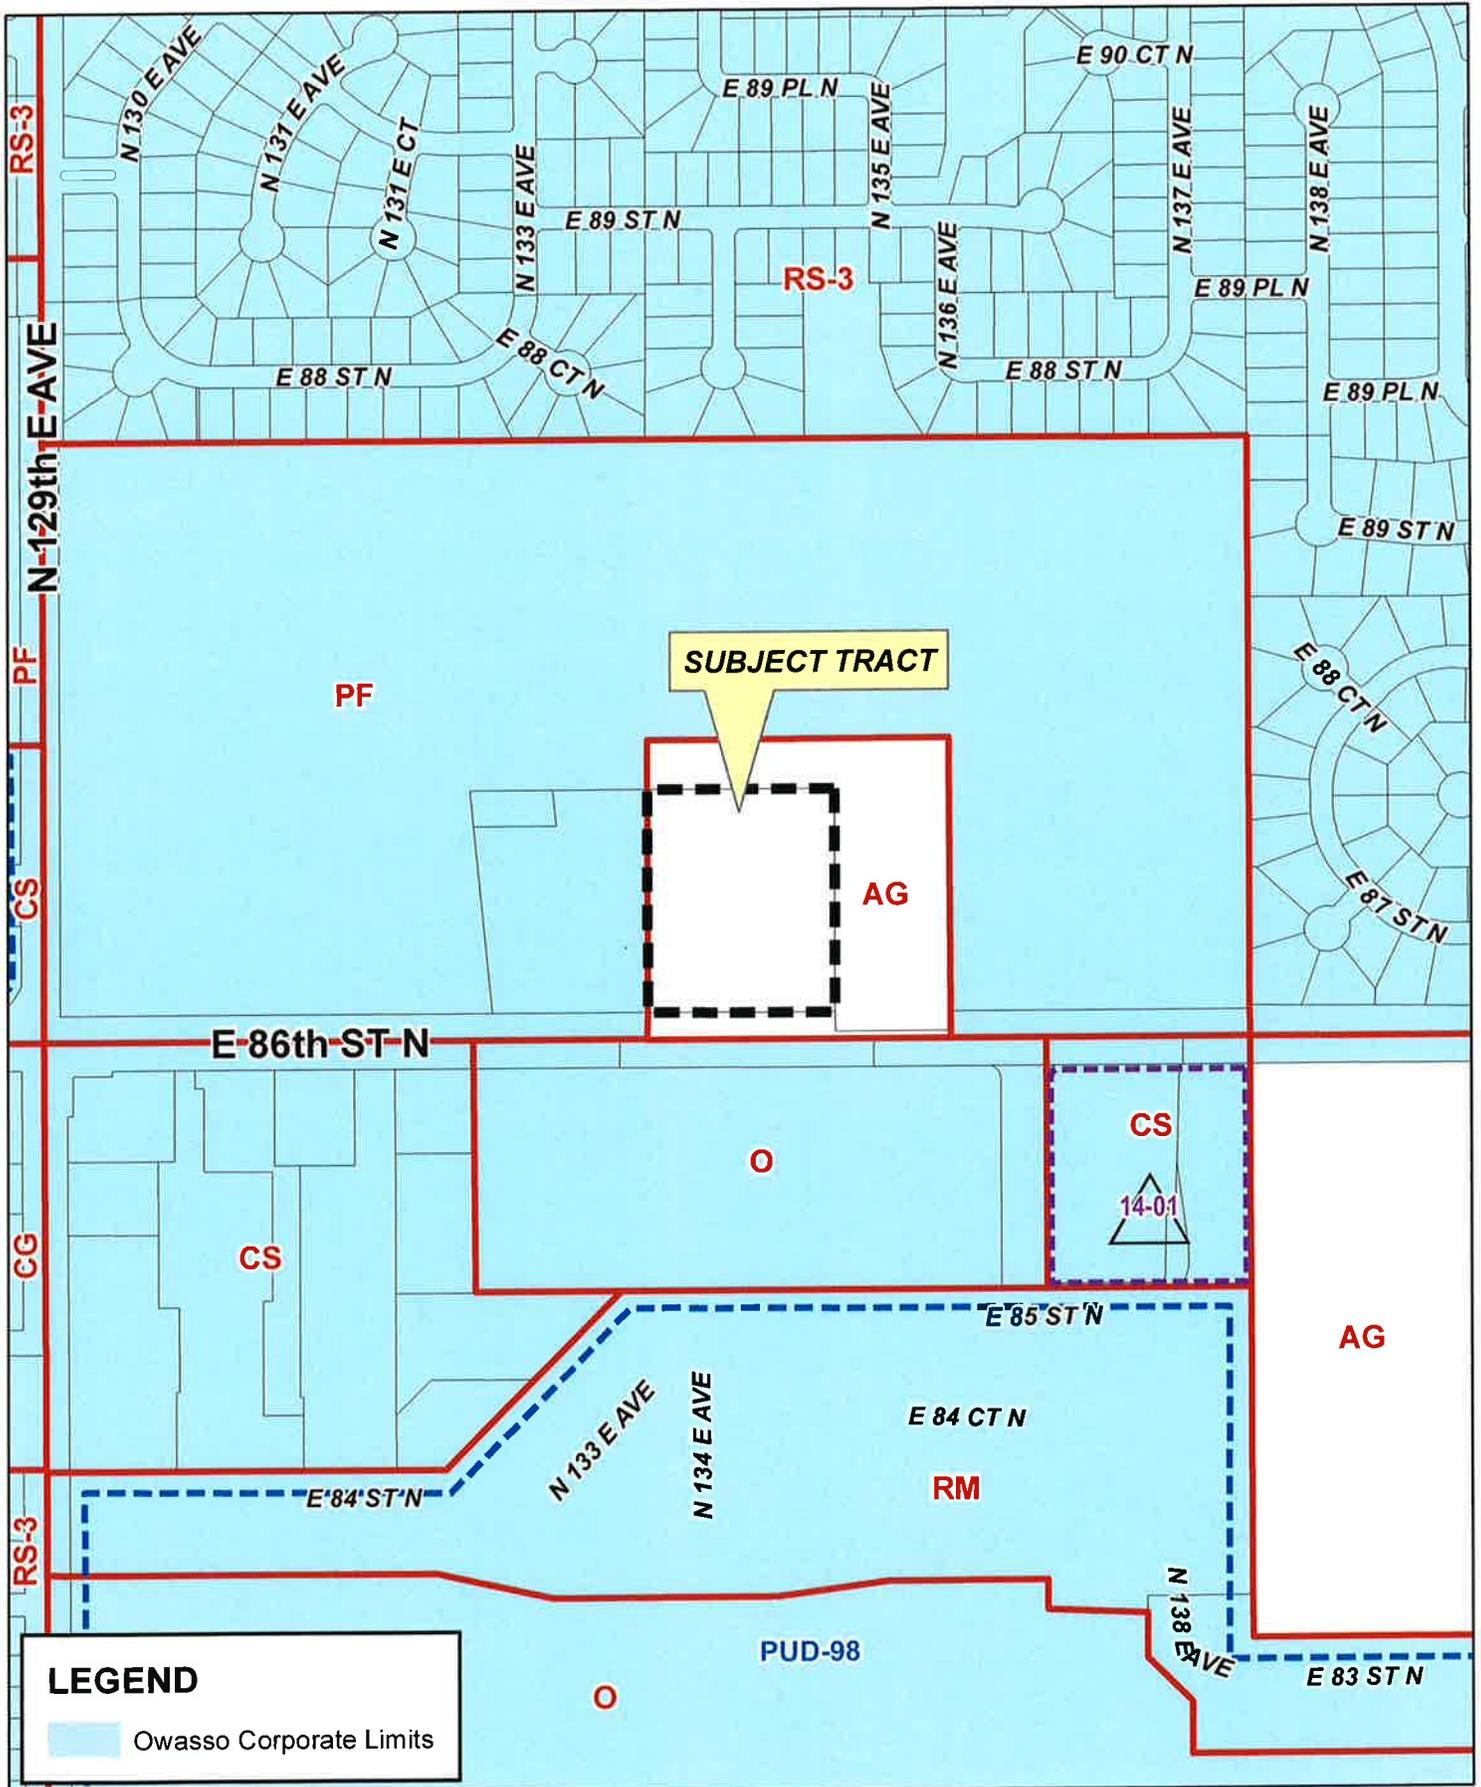 N 130 E AVE
N 131 E AVE
N 131 E CT
N 133 E AVE
E 89 PL N
N 135 E AVE
E 90 CT N
N 137 E AVE
N 138 E AVE
RS-3
E 89 ST N
RS-3
N 136 E AVE
E 89 PL N
E 88 ST N
E 88 CT N
E 88 ST N
E 89 PL N
N 129th E AVE
E 89 ST N
PF
PF
SUBJECT TRACT
E 88 CT N
CS
AG
E 87 ST N
E 86th ST N
CS
O
14-01
CG
CS
E 85 ST N
AG
N 133 E AVE
N 134 E AVE
E 84 CT N
RM
E 84 ST N
RS-3
N 138 E AVE
PUD-98
E 83 ST N
O
LEGEND
Owasso Corporate Limits